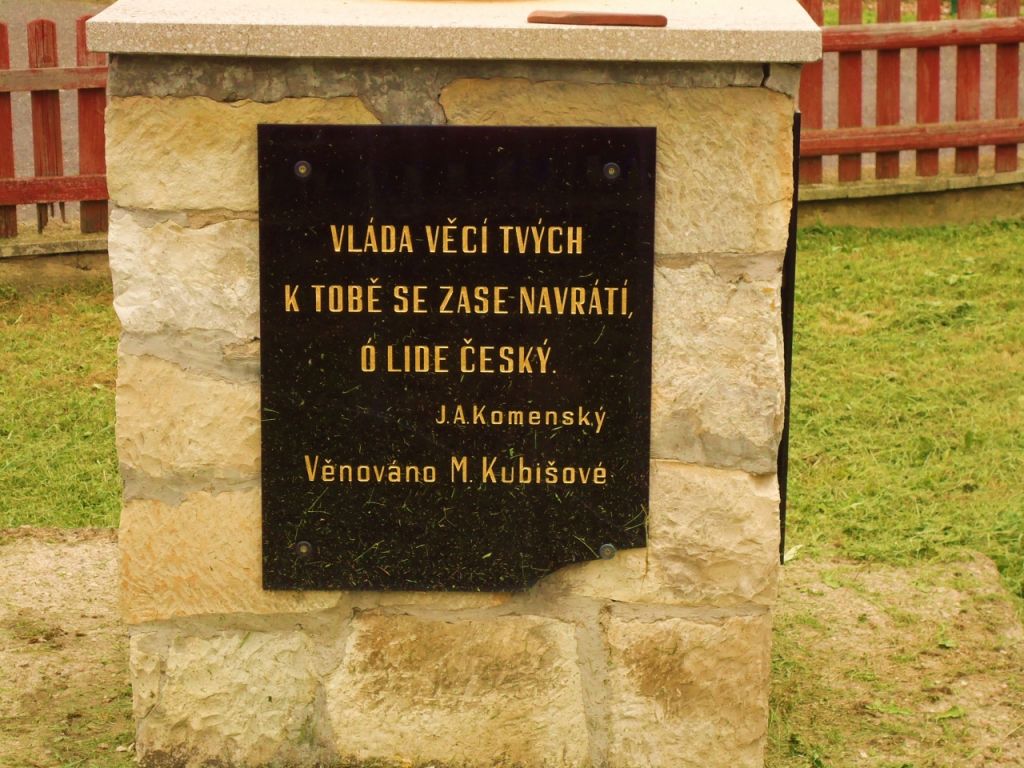 VLÁDA VĚCÍ TVÝCH
K TOBĚ SE ZASE NAVRÁTÍ,
Ó LIDE ČESKÝ.
J.A.Komenský
Věnováno M. Kubišové